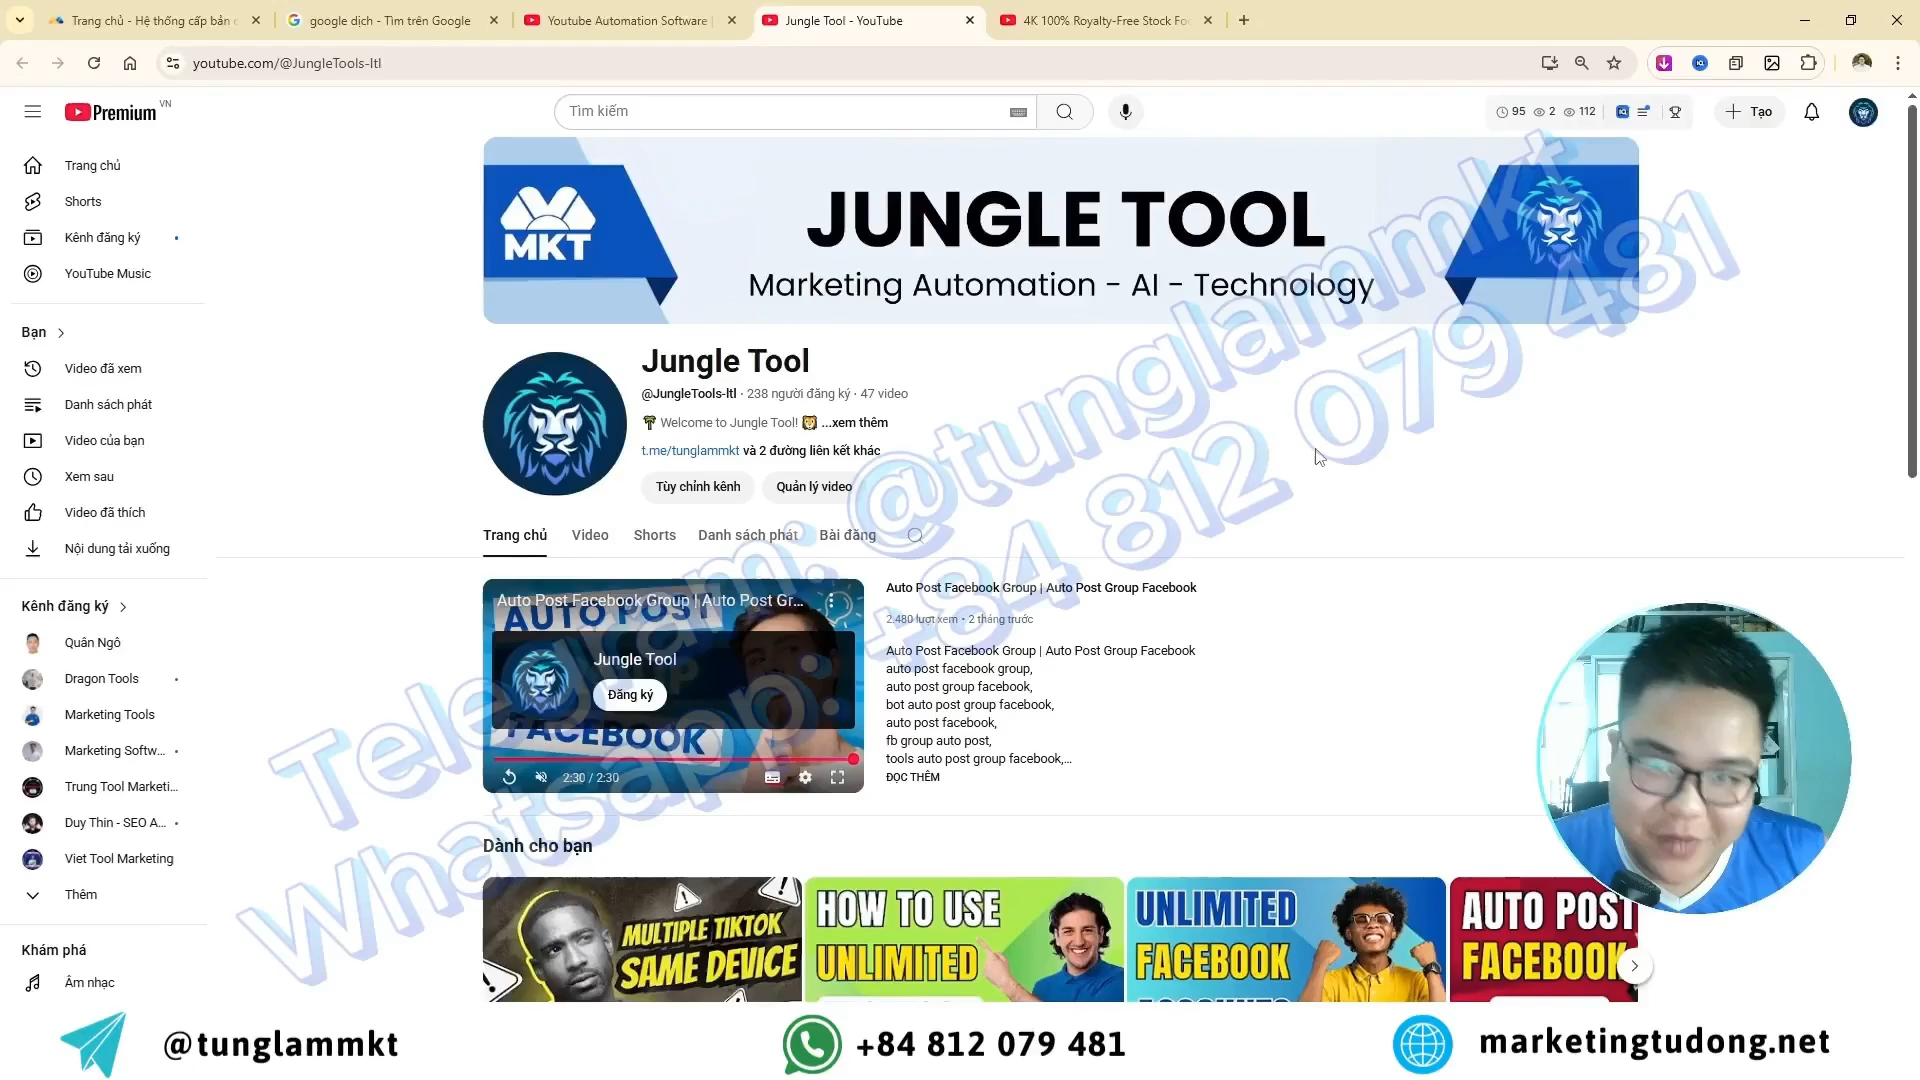 Trang chủ - Hệ thống cấp bản
google dịch - Tìm trên Google
Youtube Automation Software
Jungle Tool - YouTube
4K 100% Royalty-Free Stock Fo
youtube.com/@JungleTools-ltl
Premium VN
Tìm kiếm
95 2 112
Tạo
Trang chủ
Shorts
Kênh đăng ký
YouTube Music
Bạn
Video đã xem
Danh sách phát
Video của bạn
Xem sau
Video đã thích
Nội dung tải xuống
Kênh đăng ký
Quân Ngô
Dragon Tools
Marketing Tools
Marketing Softw...
Trung Tool Marketi...
Duy Thin - SEO A...
Viet Tool Marketing
Thêm
Khám phá
Âm nhạc
MKT
JUNGLE TOOL
Marketing Automation - AI - Technology
Jungle Tool
@JungleTools-ltl · 238 người đăng ký · 47 video
Welcome to Jungle Tool! ...xem thêm
t.me/tunglammkt và 2 đường liên kết khác
Tùy chỉnh kênh
Quản lý video
Trang chủ
Video
Shorts
Danh sách phát
Bài đăng
Auto Post Facebook Group | Auto Post Gr...
AUTO POST
Jungle Tool
Đăng ký
FACEBOOK
2:30 / 2:30
Auto Post Facebook Group | Auto Post Group Facebook
2.480 lượt xem • 2 tháng trước
Auto Post Facebook Group | Auto Post Group Facebook
auto post facebook group,
auto post group facebook,
bot auto post group facebook,
auto post facebook,
fb group auto post,
tools auto post group facebook,...
ĐỌC THÊM
Dành cho bạn
MULTIPLE TIKTOK
SAME DEVICE
HOW TO USE
UNLIMITED
UNLIMITED
FACEBOOK
ACCOUNTS
AUTO POST
FACEBOOK
Telegram: @tunglammkt
Whatsapp: +84 812 079 481
@tunglammkt
+84 812 079 481
marketingtudong.net